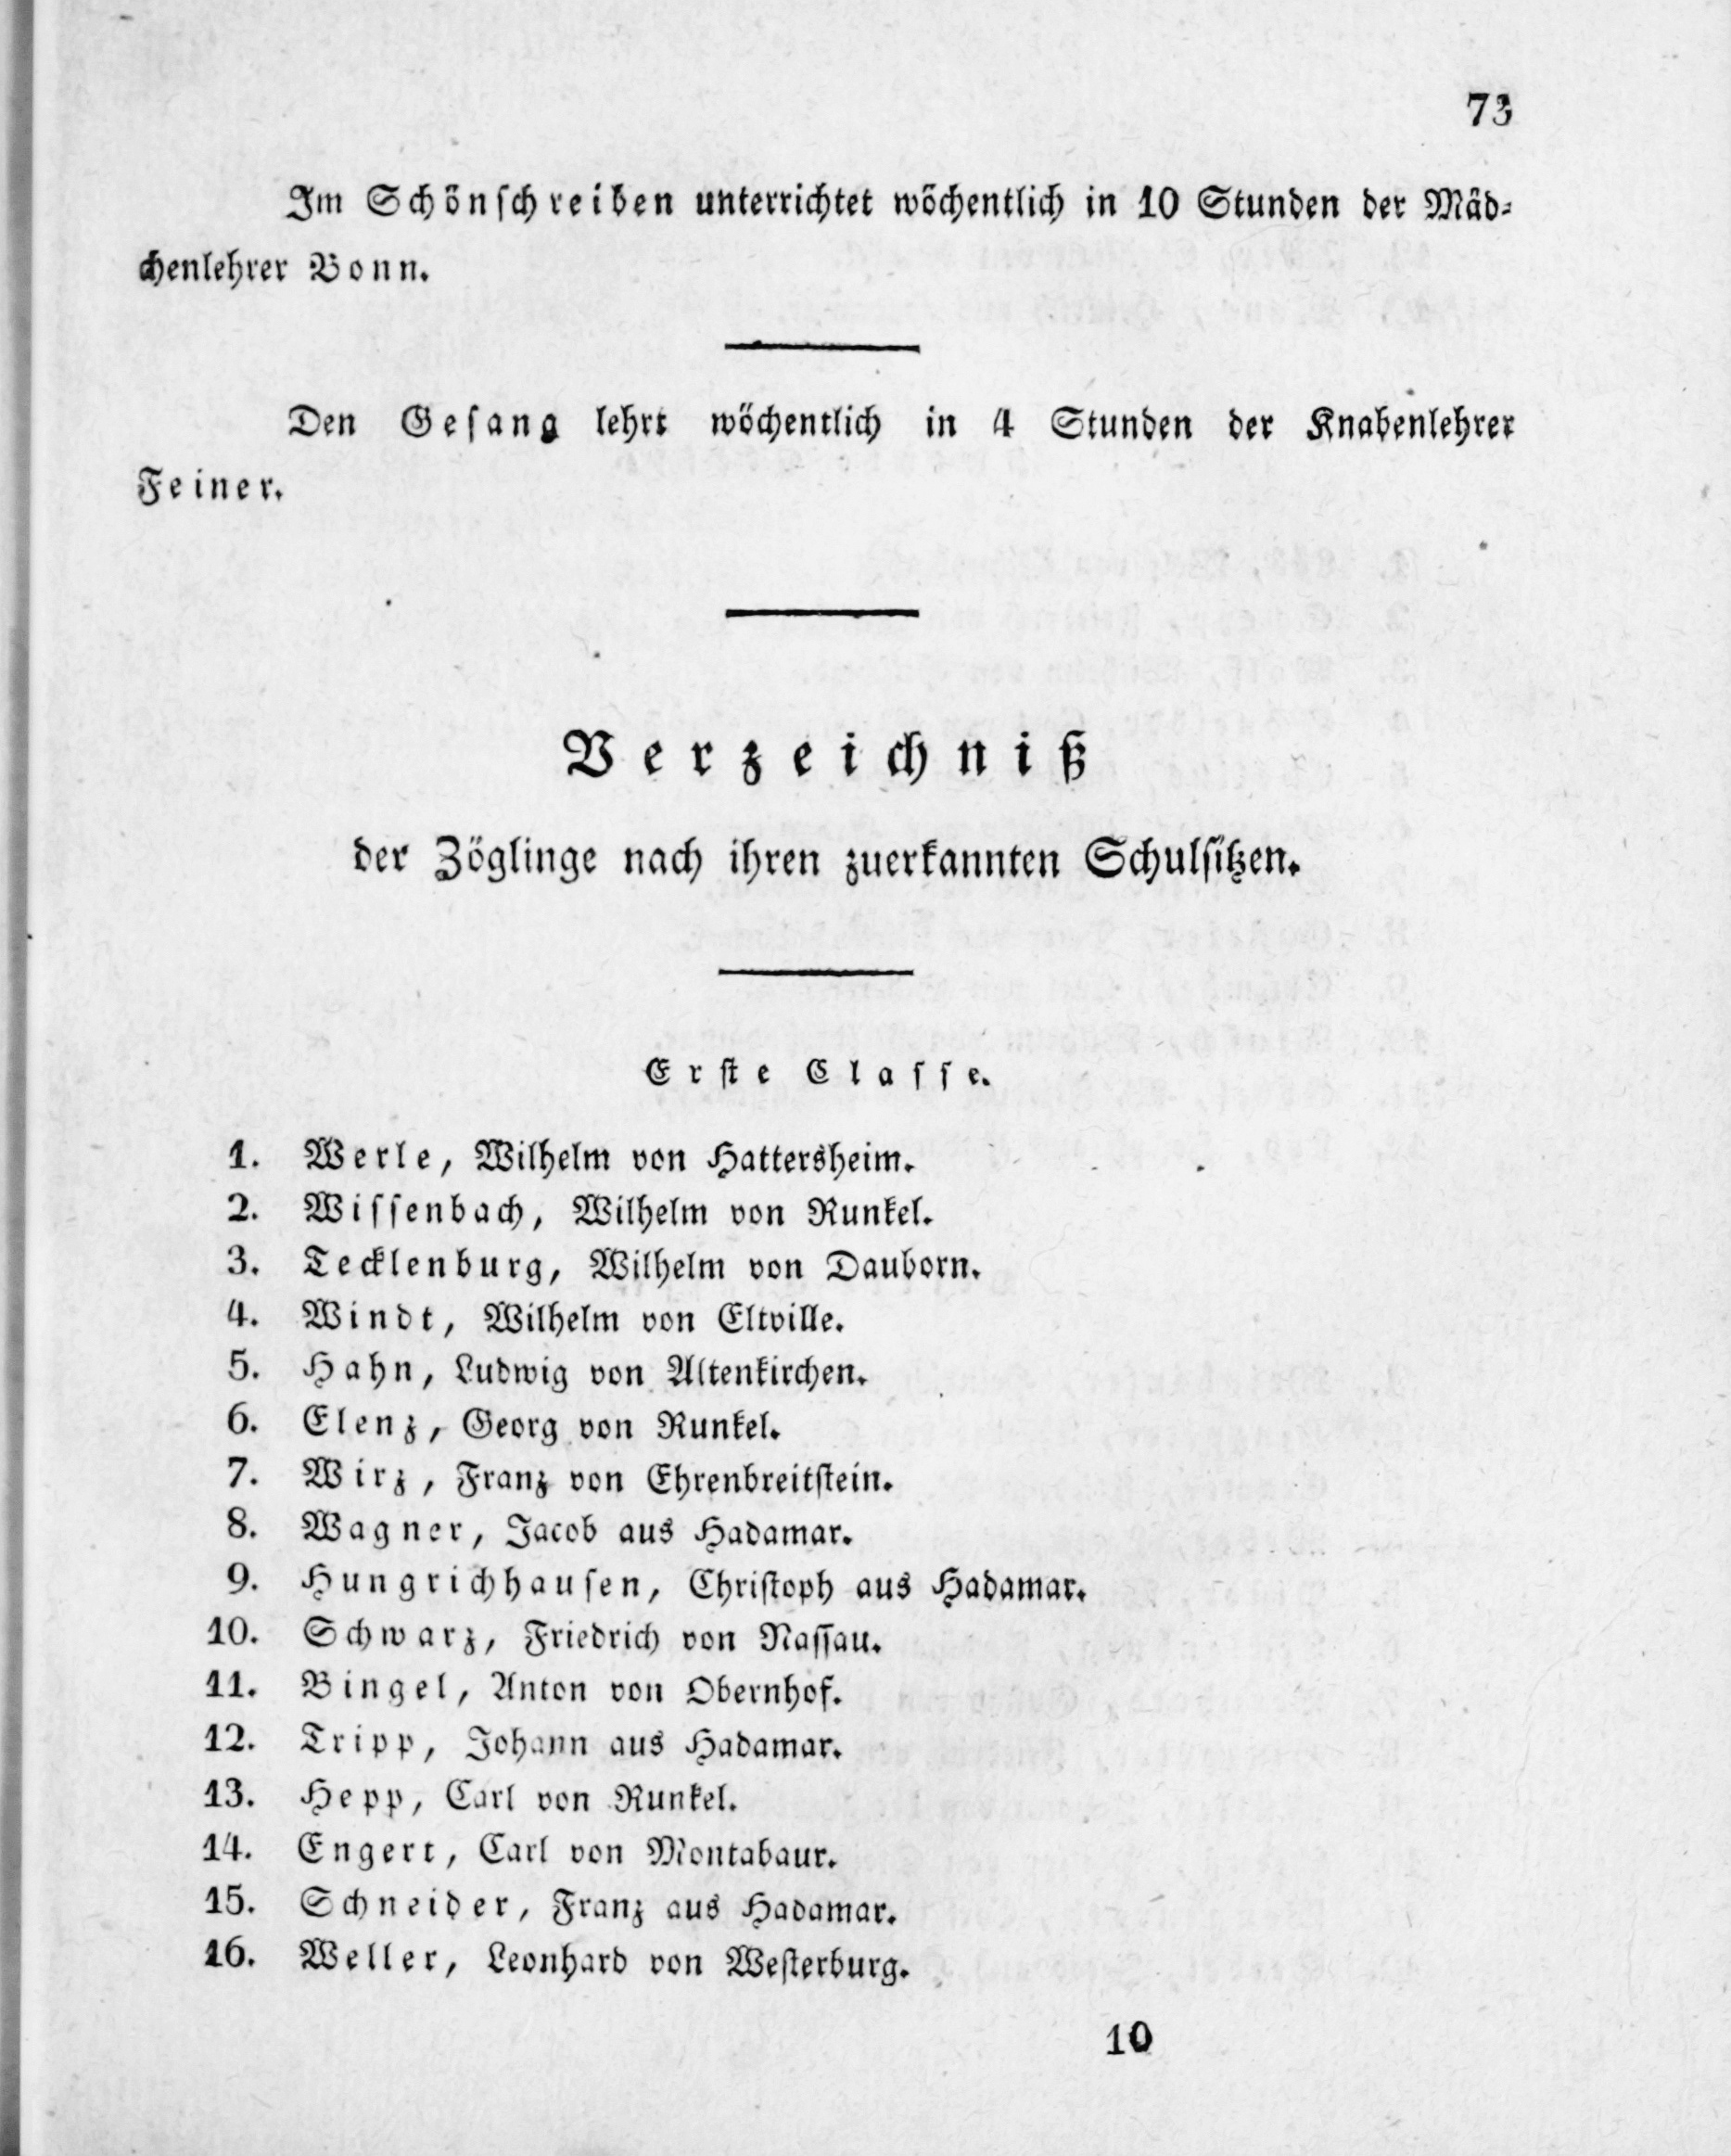 73
Im Schönschreiben unterrichtet wöchentlich in 10 Stunden der Mäd-
chenlehrer Bonn.
Den Gesang lehrt wöchentlich in 4 Stunden der Knabenlehrer
Feiner.
Verzeichniß
der Zöglinge nach ihren zuerkannten Schulsitzen.
Erste Classe.
1. Werle, Wilhelm von Hattersheim.
2. Wissenbach, Wilhelm von Runkel.
3. Tecklenburg, Wilhelm von Dauborn.
4. Windt, Wilhelm von Eltville.
5. Hahn, Ludwig von Altenkirchen.
6. Elenz, Georg von Runkel.
7. Wirz, Franz von Ehrenbreitstein.
8. Wagner, Jacob aus Hadamar.
9. Hungrichhausen, Christoph aus Hadamar.
10. Schwarz, Friedrich von Nassau.
11. Bingel, Anton von Obernhof.
12. Tripp, Johann aus Hadamar.
13. Hepp, Carl von Runkel.
14. Engert, Carl von Montabaur.
15. Schneider, Franz aus Hadamar.
16. Weller, Leonhard von Westerburg.
10